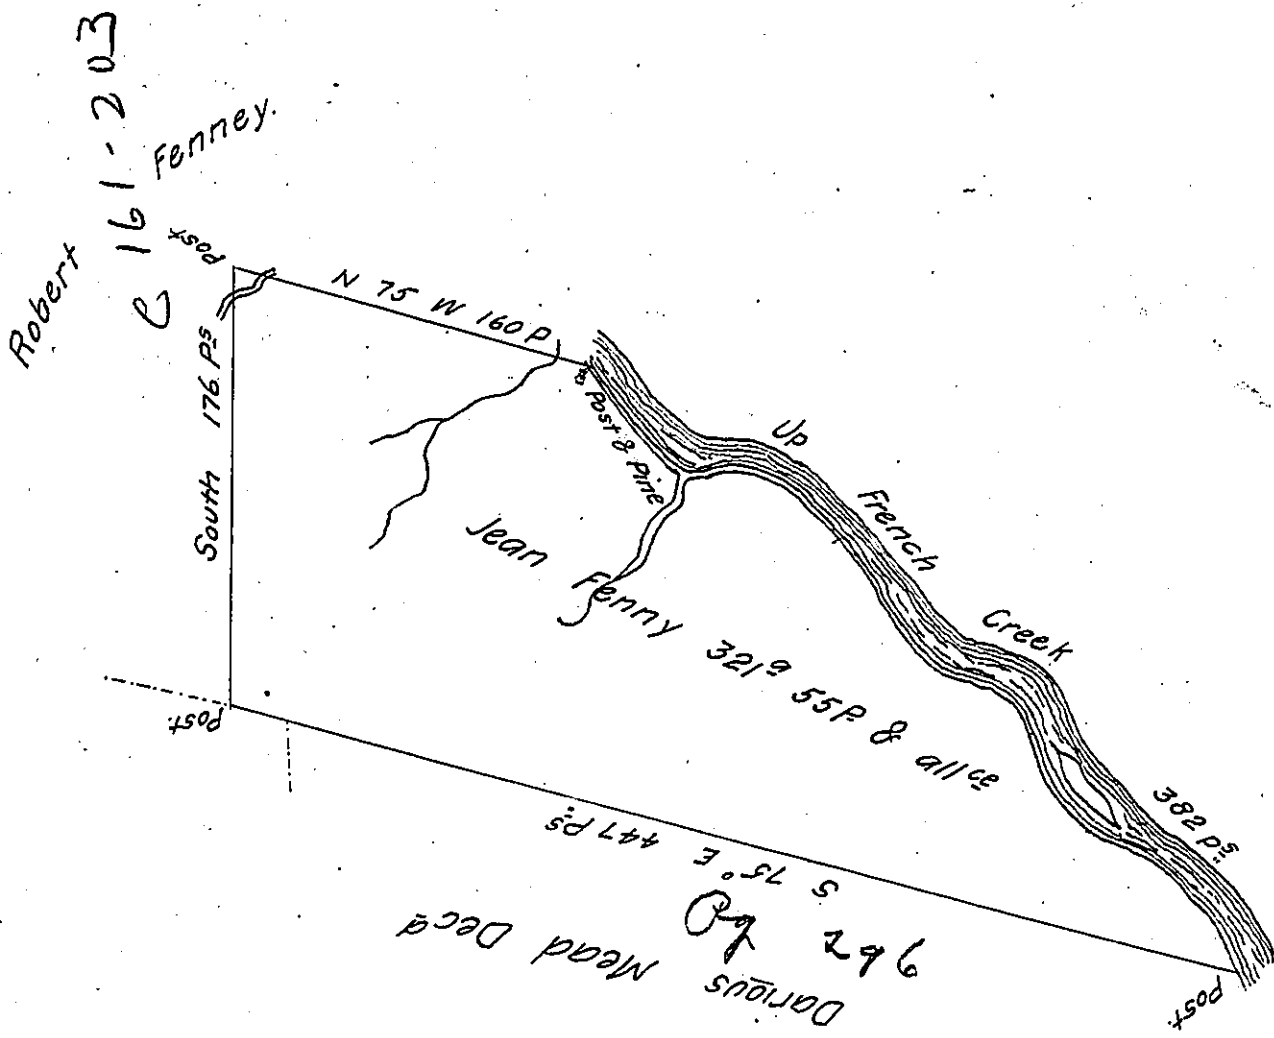 Robert Fenney.
C 161-203
Post
N 75 W 160 P
South 176 Ps
Post & Pine
Up French Creek 382 Ps
Jean Fenny 321a 55P. & allce
Post.
S 75° E 447 Ps
Darious Mead Decd
Pg 296
Post.